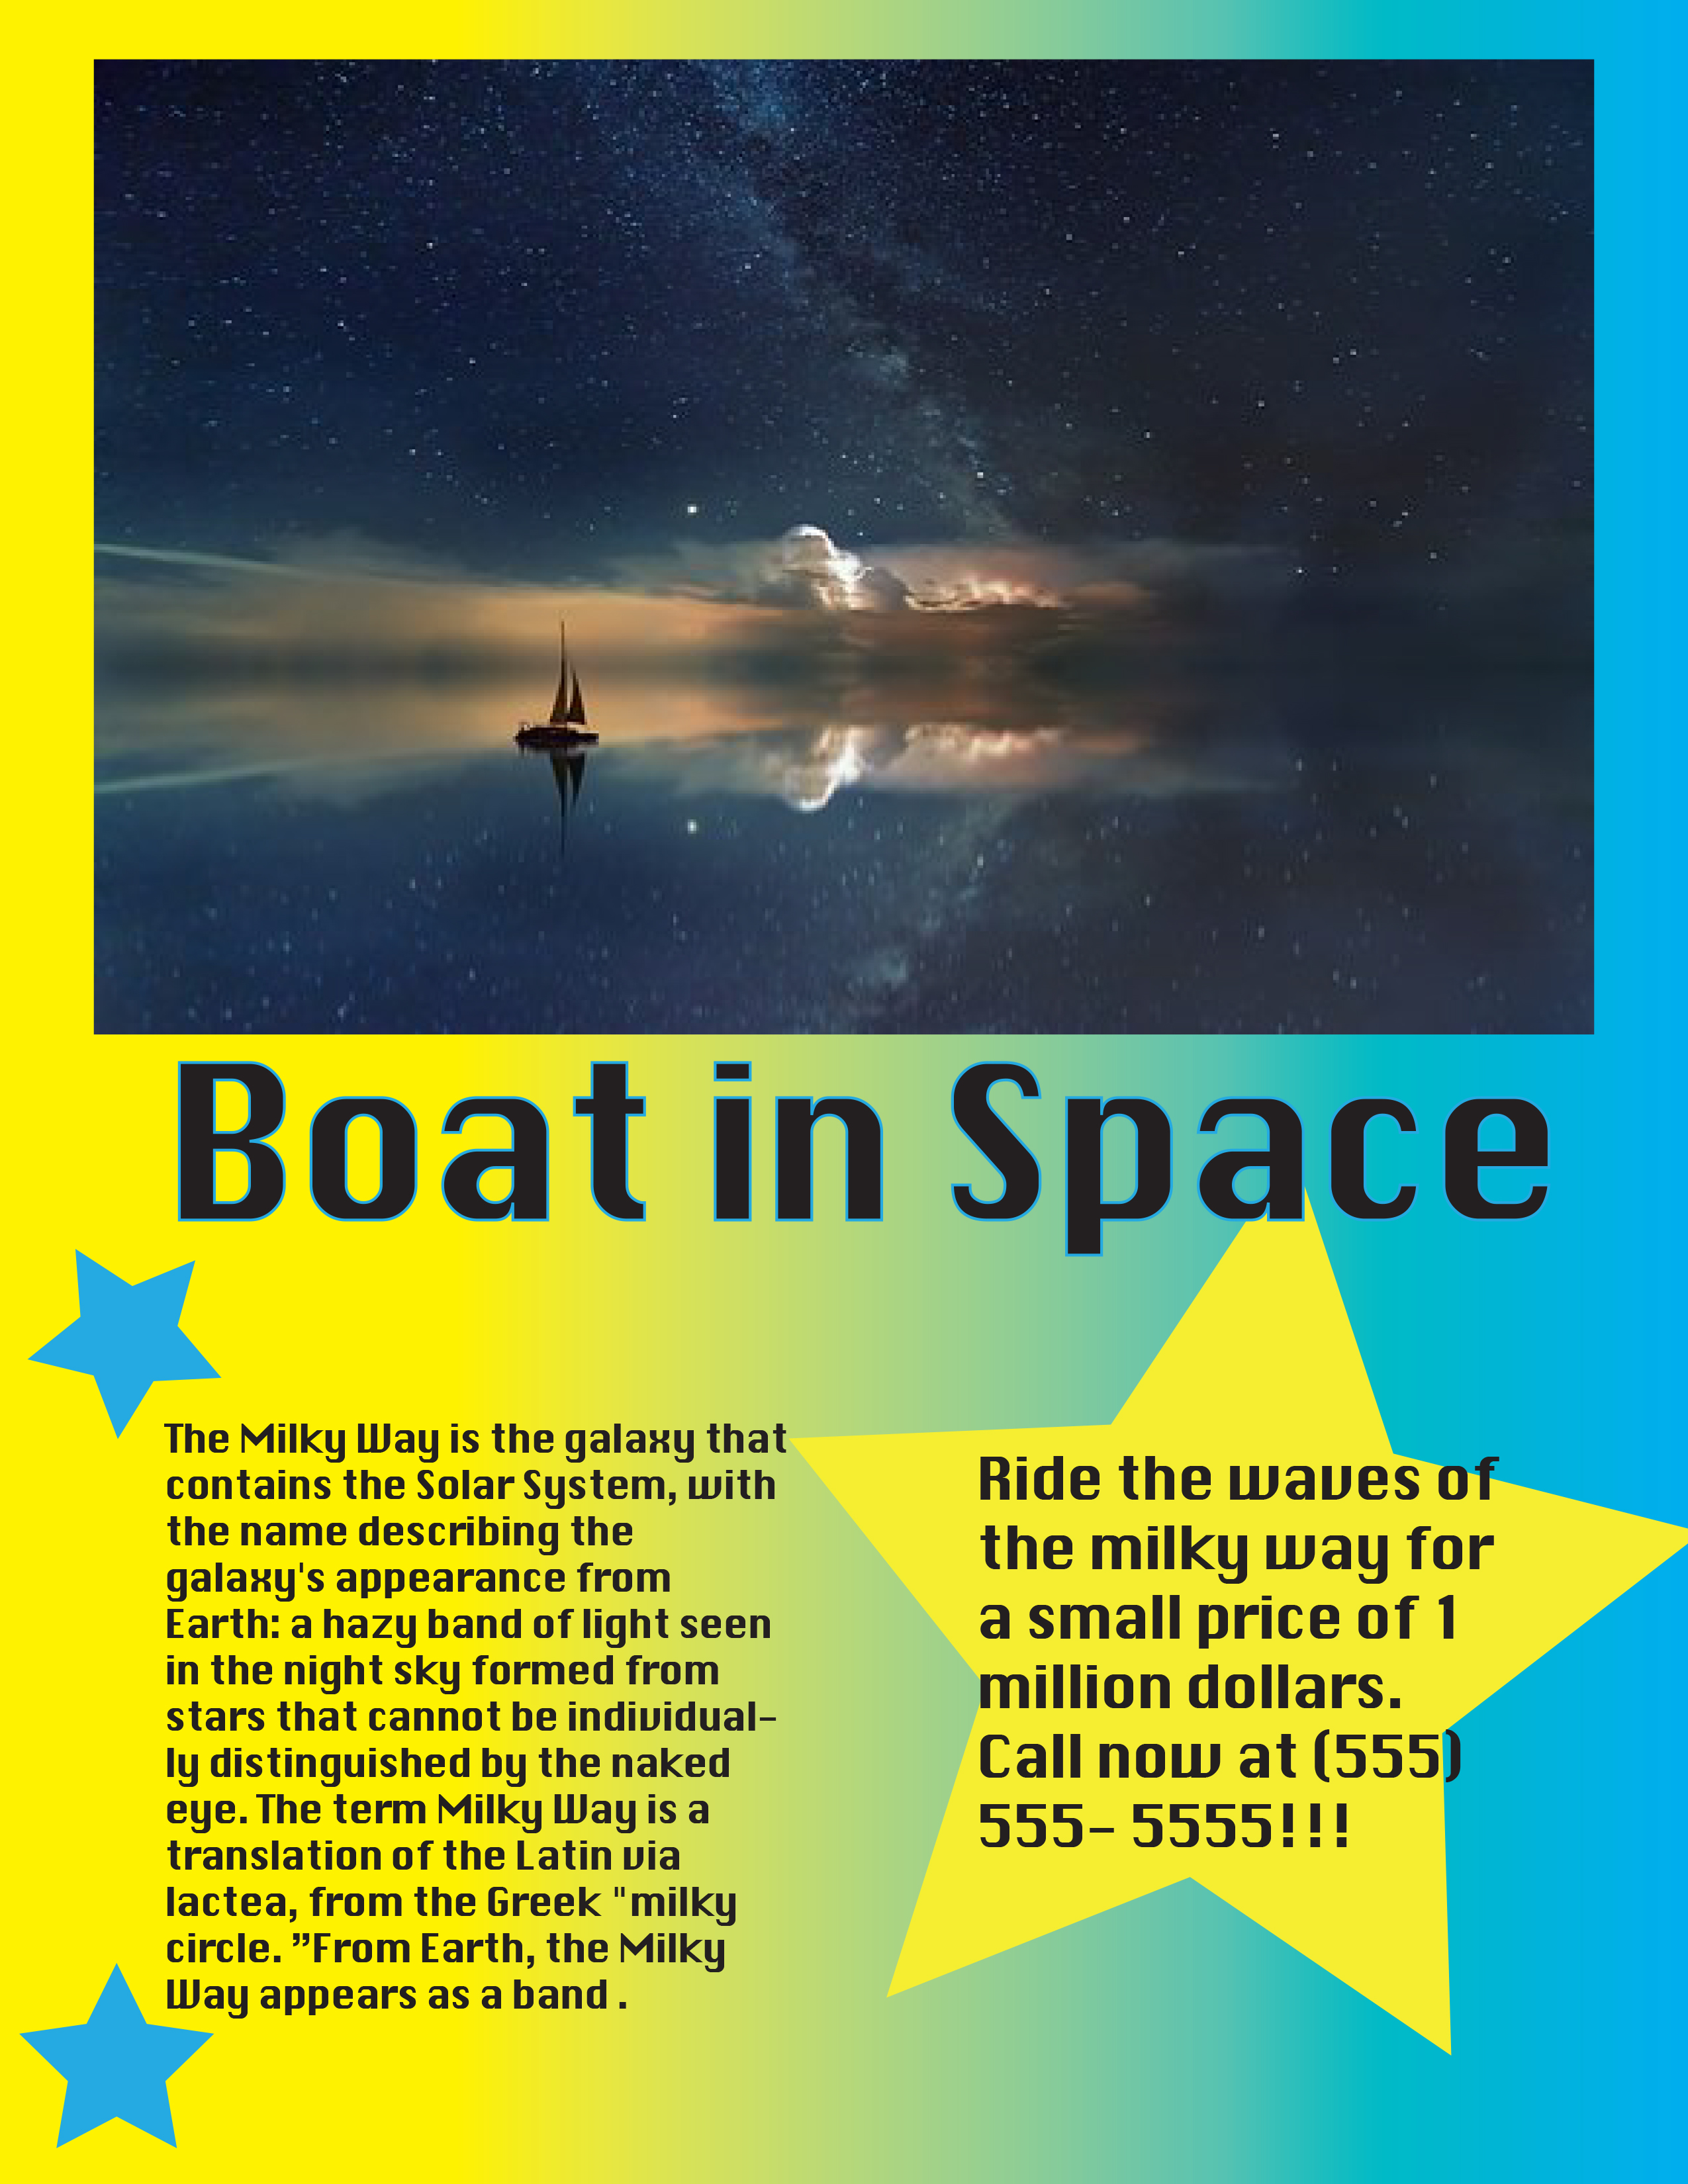 Boat in Space
The Milky Way is the galaxy that
contains the Solar System, with
the name describing the
galaxy's appearance from
Earth: a hazy band of light seen
in the night sky formed from
stars that cannot be individual-
ly distinguished by the naked
eye. The term Milky Way is a
translation of the Latin via
lactea, from the Greek "milky
circle. ”From Earth, the Milky
Way appears as a band .
Ride the waves of
the milky way for
a small price of 1
million dollars.
Call now at (555)
555- 5555!!!